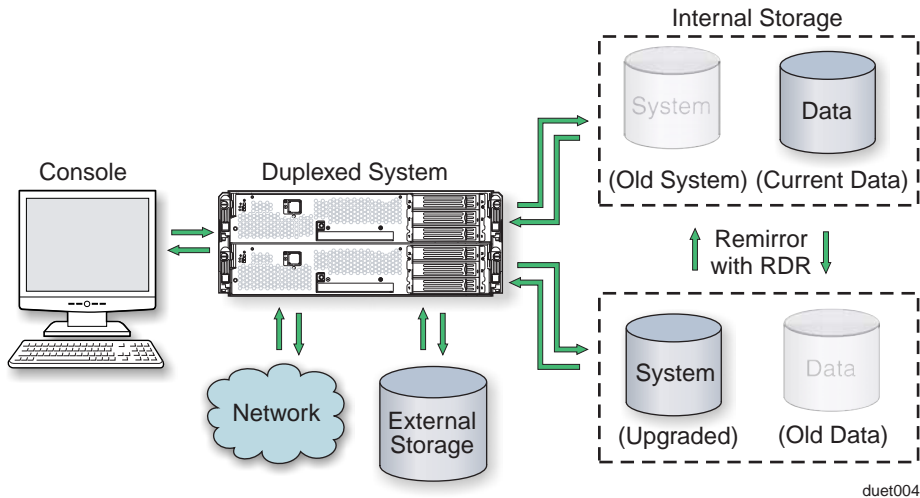 Internal Storage
System
Data
Console
Duplexed System
(Old System)
(Current Data)
Remirror
with RDR
System
Data
Network
External
Storage
(Upgraded)
(Old Data)
duet004